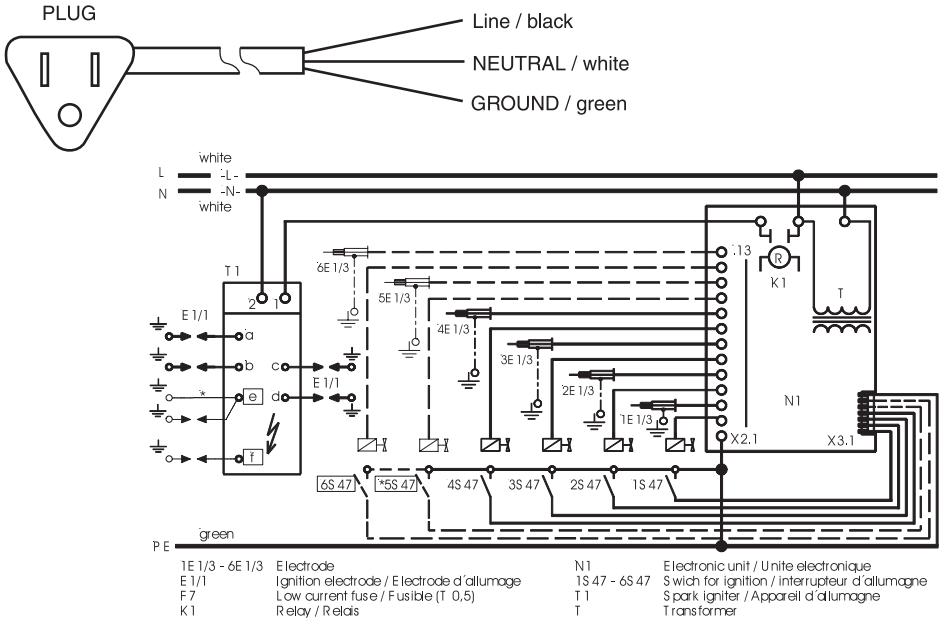 PLUG
Line / black
NEUTRAL / white
GROUND / green
white
L -L-
N -N-
white
.13
6E 1/3
R
K1
T
T1
5E 1/3
2 1
E 1/1
4E 1/3
a
3E 1/3
b c
E 1/1
2E 1/3
* e d
N1
1E 1/3
f
X2.1 X3.1
6S 47 *5S 47 4S 47 3S 47 2S 47 1S 47
green
PE
1E 1/3 - 6E 1/3 Electrode
E 1/1 Ignition electrode / Electrode d'allumage
F7 Low current fuse / Fusible (T 0,5)
K1 Relay / Relais
N1 Electronic unit / Unite electronique
1S 47 - 6S 47 Swich for ignition / interrupteur d'allumagne
T1 Spark igniter / Appareil d'allumagne
T Transformer